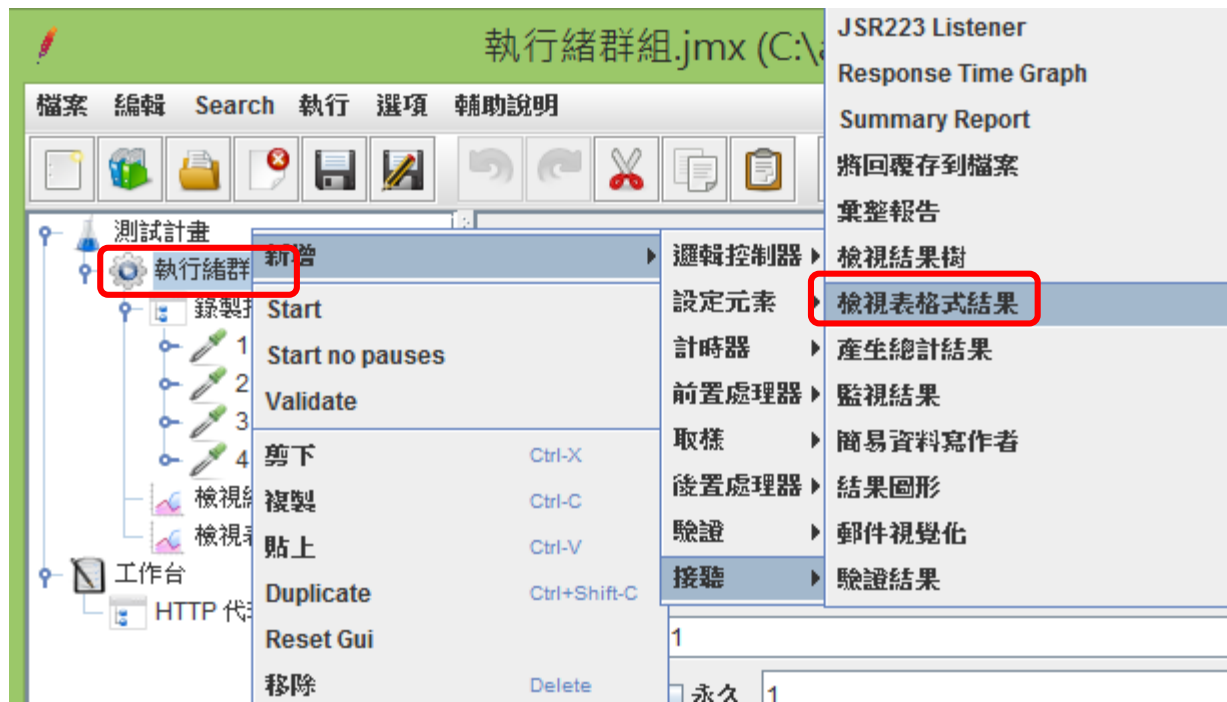 執行緒群組.jmx (C:\
檔案 編輯 Search 執行 選項 輔助說明
測試計畫
執行緒群
錄製
1
2
3
4
檢視
檢視
工作台
HTTP 代
新增
Start
Start no pauses
Validate
剪下 Ctrl-X
複製 Ctrl-C
貼上 Ctrl-V
Duplicate Ctrl+Shift-C
Reset Gui
移除 Delete
邏輯控制器
設定元素
計時器
前置處理器
取樣
後置處理器
驗證
接聽
JSR223 Listener
Response Time Graph
Summary Report
將回覆存到檔案
彙整報告
檢視結果樹
檢視表格式結果
產生總計結果
監視結果
簡易資料寫作者
結果圖形
郵件視覺化
驗證結果
1
永久 1